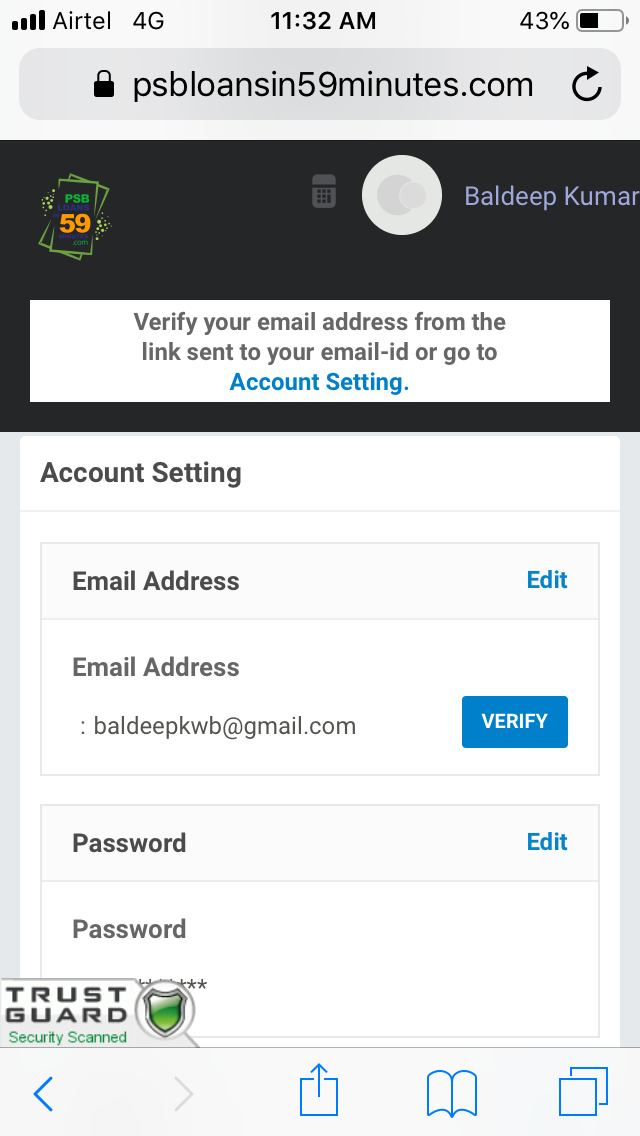 Airtel 4G 11:32 AM 43%
psbloansin59minutes.com
PSB
LOANS
59
.com
Baldeep Kumar
Verify your email address from the
link sent to your email-id or go to
Account Setting.
Account Setting
Email Address Edit
Email Address
: baldeepkwb@gmail.com VERIFY
Password Edit
Password
TRUST
GUARD
Security Scanned